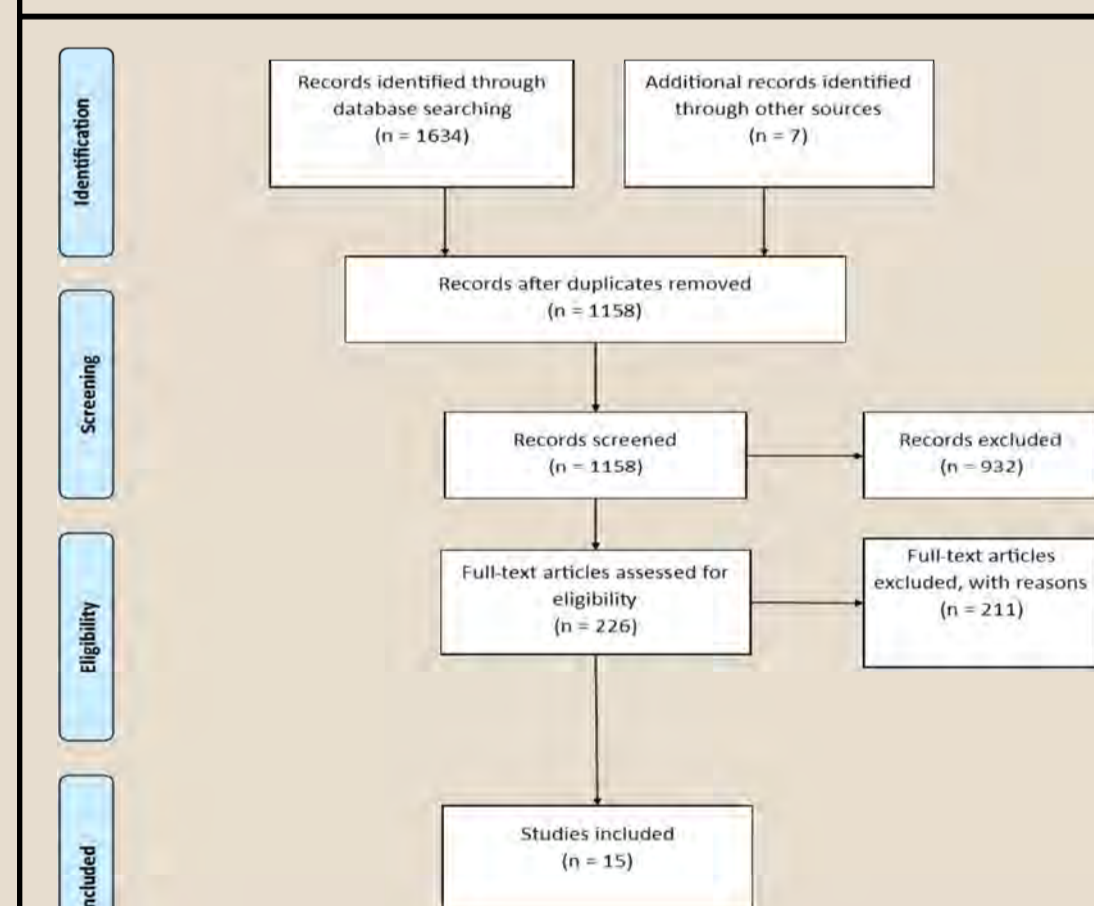 Identification
Records identified through
database searching
(n = 1634)
Additional records identified
through other sources
(n = 7)
Records after duplicates removed
(n = 1158)
Screening
Records screened
(n = 1158)
Records excluded
(n = 932)
Eligibility
Full-text articles assessed for
eligibility
(n = 226)
Full-text articles
excluded, with reasons
(n = 211)
ncluded
Studies included
(n = 15)